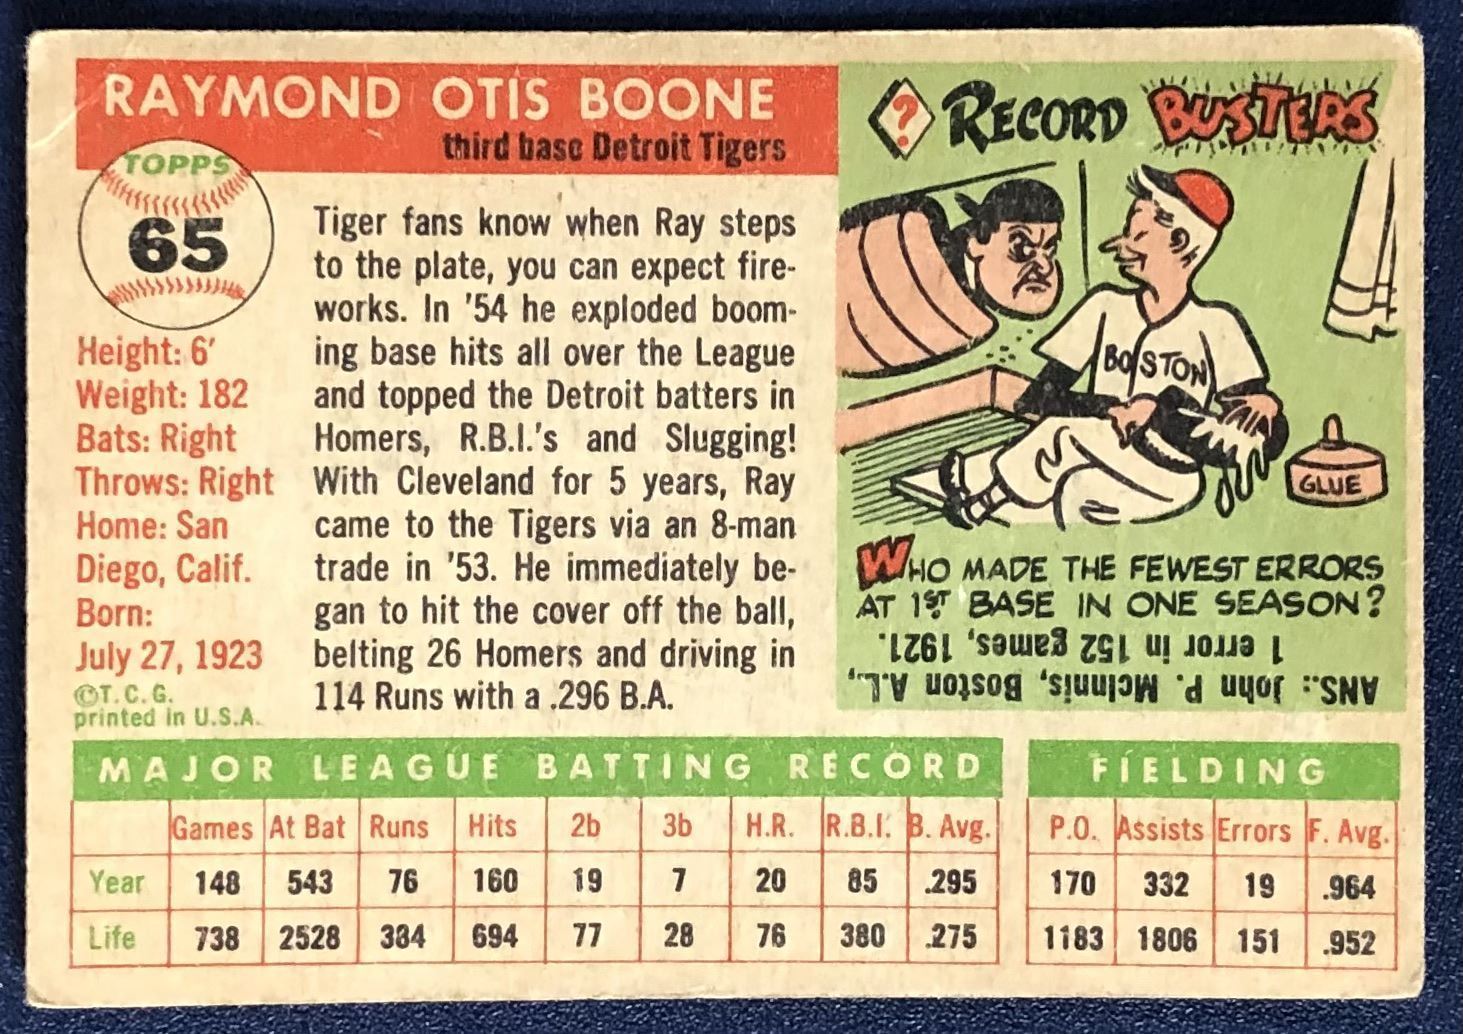 RAYMOND OTIS BOONE
third base Detroit Tigers
TOPPS
65
Height: 6'
Weight: 182
Bats: Right
Throws: Right
Home: San
Diego, Calif.
Born:
July 27, 1923
©T.C.G.
printed in U.S.A.
Tiger fans know when Ray steps
to the plate, you can expect fire-
works. In '54 he exploded boom-
ing base hits all over the League
and topped the Detroit batters in
Homers, R.B.I.'s and Slugging!
With Cleveland for 5 years, Ray
came to the Tigers via an 8-man
trade in '53. He immediately be-
gan to hit the cover off the ball,
belting 26 Homers and driving in
114 Runs with a .296 B.A.
? RECORD BUSTERS
BOSTON
GLUE
WHO MADE THE FEWEST ERRORS
AT 1ST BASE IN ONE SEASON?
ANS.: John P. McInnis, Boston A.L.,
1 error in 152 games, 1921.
MAJOR LEAGUE BATTING RECORD
Games At Bat Runs Hits 2b 3b H.R. R.B.I. B. Avg.
Year 148 543 76 160 19 7 20 85 .295
Life 738 2528 384 694 77 28 76 380 .275
FIELDING
P.O. Assists Errors F. Avg.
170 332 19 .964
1183 1806 151 .952